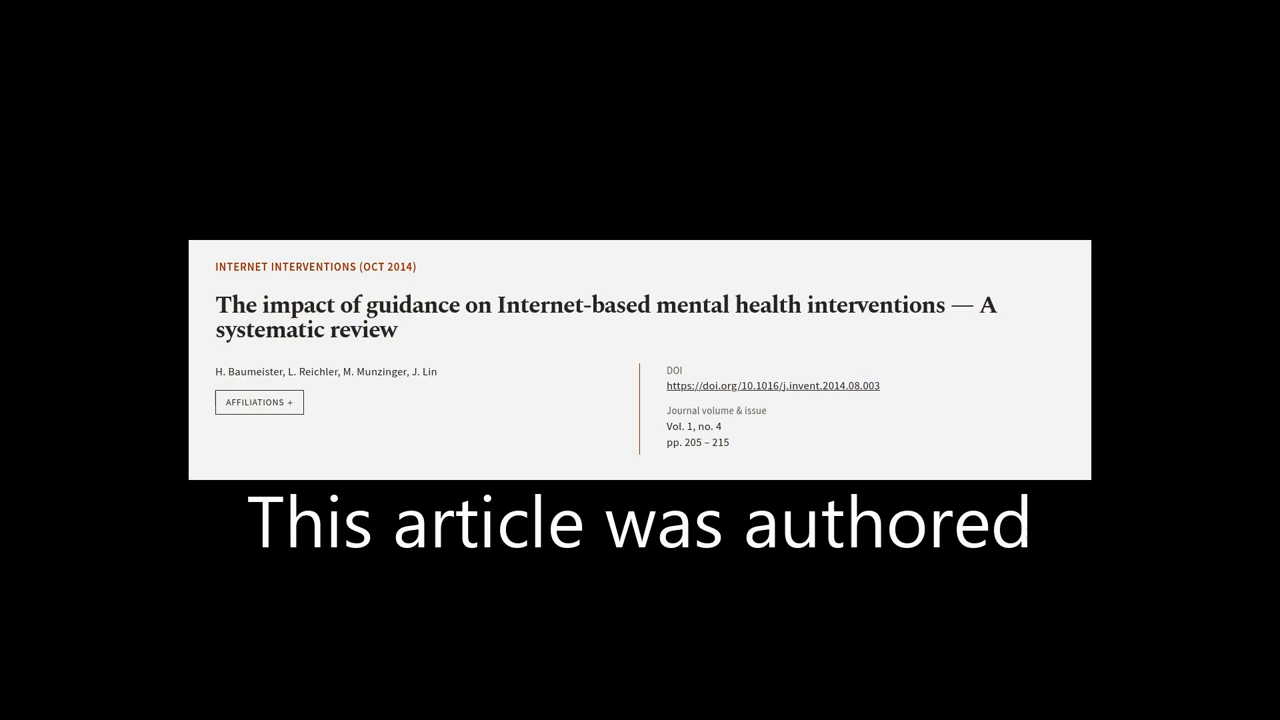 INTERNET INTERVENTIONS (OCT 2014)
The impact of guidance on Internet-based mental health interventions — A
systematic review
H. Baumeister, L. Reichler, M. Munzinger, J. Lin
AFFILIATIONS +
DOI
https://doi.org/10.1016/j.invent.2014.08.003
Journal volume & issue
Vol. 1, no. 4
pp. 205 – 215
This article was authored